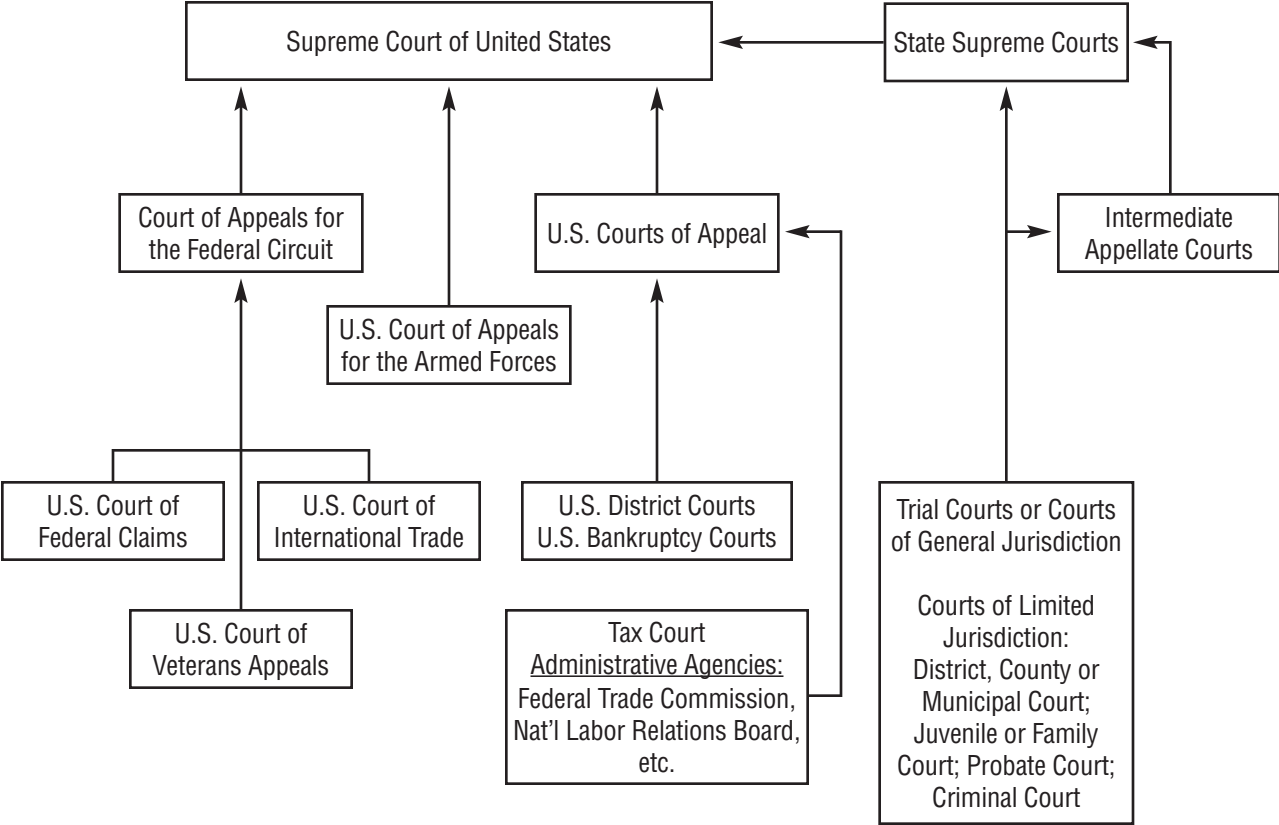 Supreme Court of United States
State Supreme Courts
Court of Appeals for
the Federal Circuit
U.S. Courts of Appeal
Intermediate
Appellate Courts
U.S. Court of Appeals
for the Armed Forces
U.S. Court of
Federal Claims
U.S. Court of
International Trade
U.S. District Courts
U.S. Bankruptcy Courts
Trial Courts or Courts
of General Jurisdiction
Courts of Limited
Jurisdiction:
District, County or
Municipal Court;
Juvenile or Family
Court; Probate Court;
Criminal Court
U.S. Court of
Veterans Appeals
Tax Court
Administrative Agencies:
Federal Trade Commission,
Nat’l Labor Relations Board,
etc.